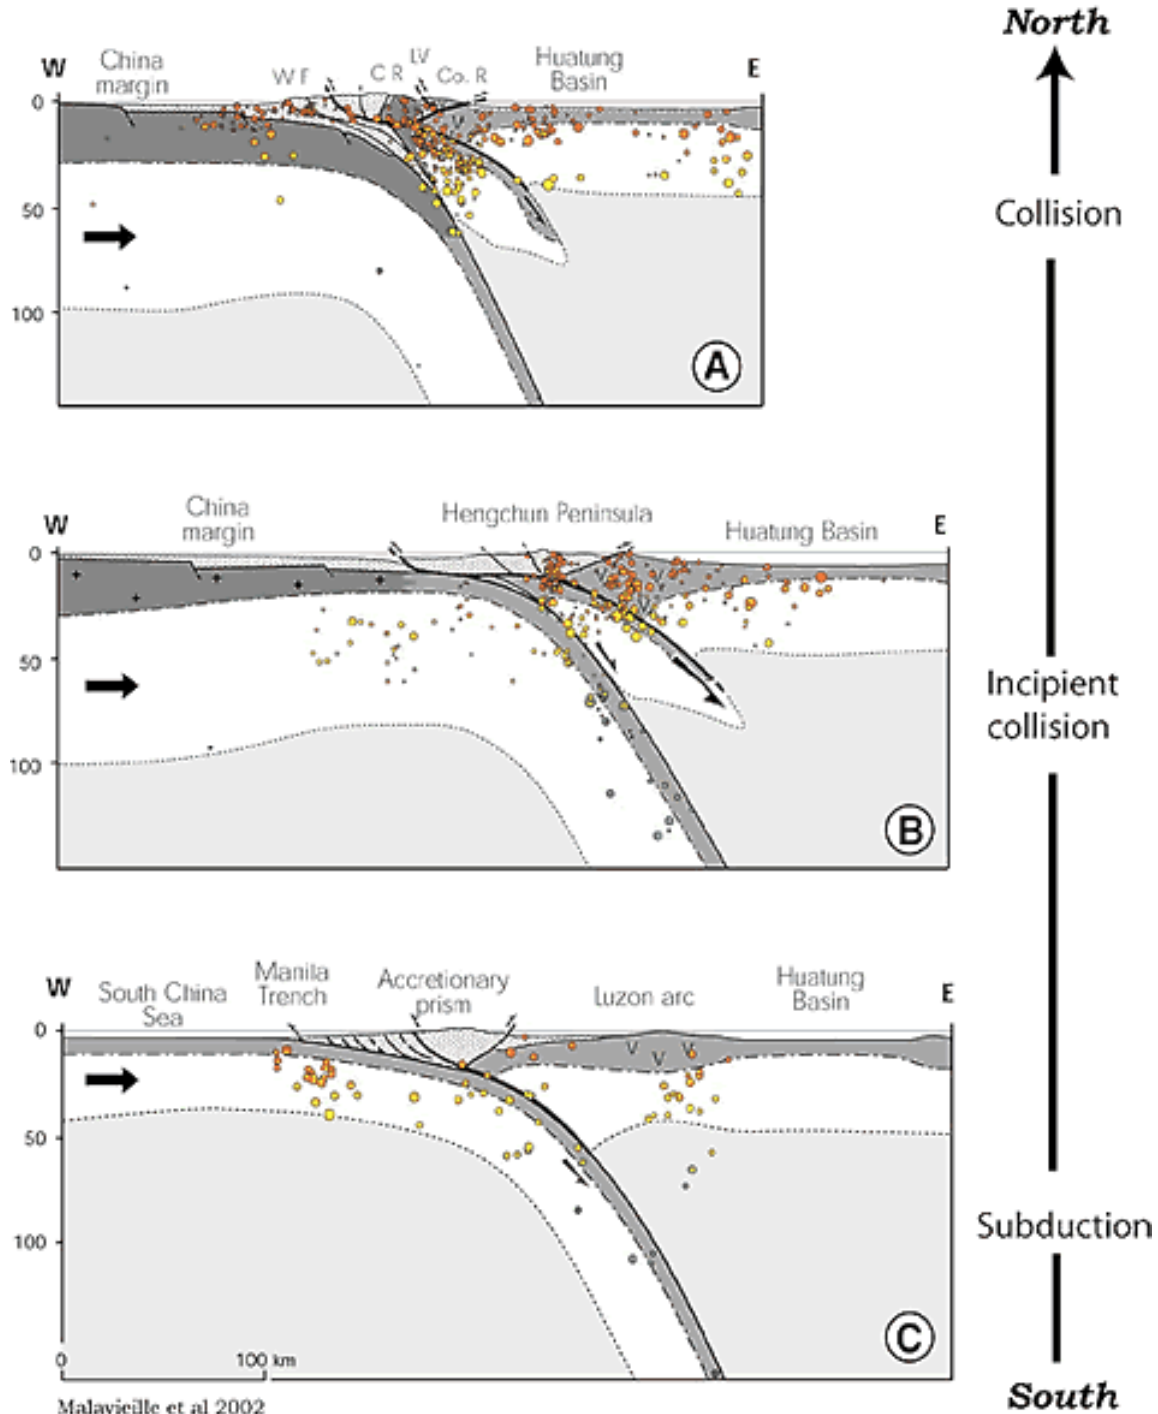 North
China
margin
W
W F
C R
LV
Co. R
Huatung
Basin
E
0
50
100
A
Collision
W
China
margin
Hengchun Peninsula
Huatung Basin
E
0
50
100
B
Incipient
collision
W
South China
Sea
Manila
Trench
Accretionary
prism
Luzon arc
Huatung
Basin
E
0
50
100
V V V
C
Subduction
0 100 km
Malavieille et al 2002
South